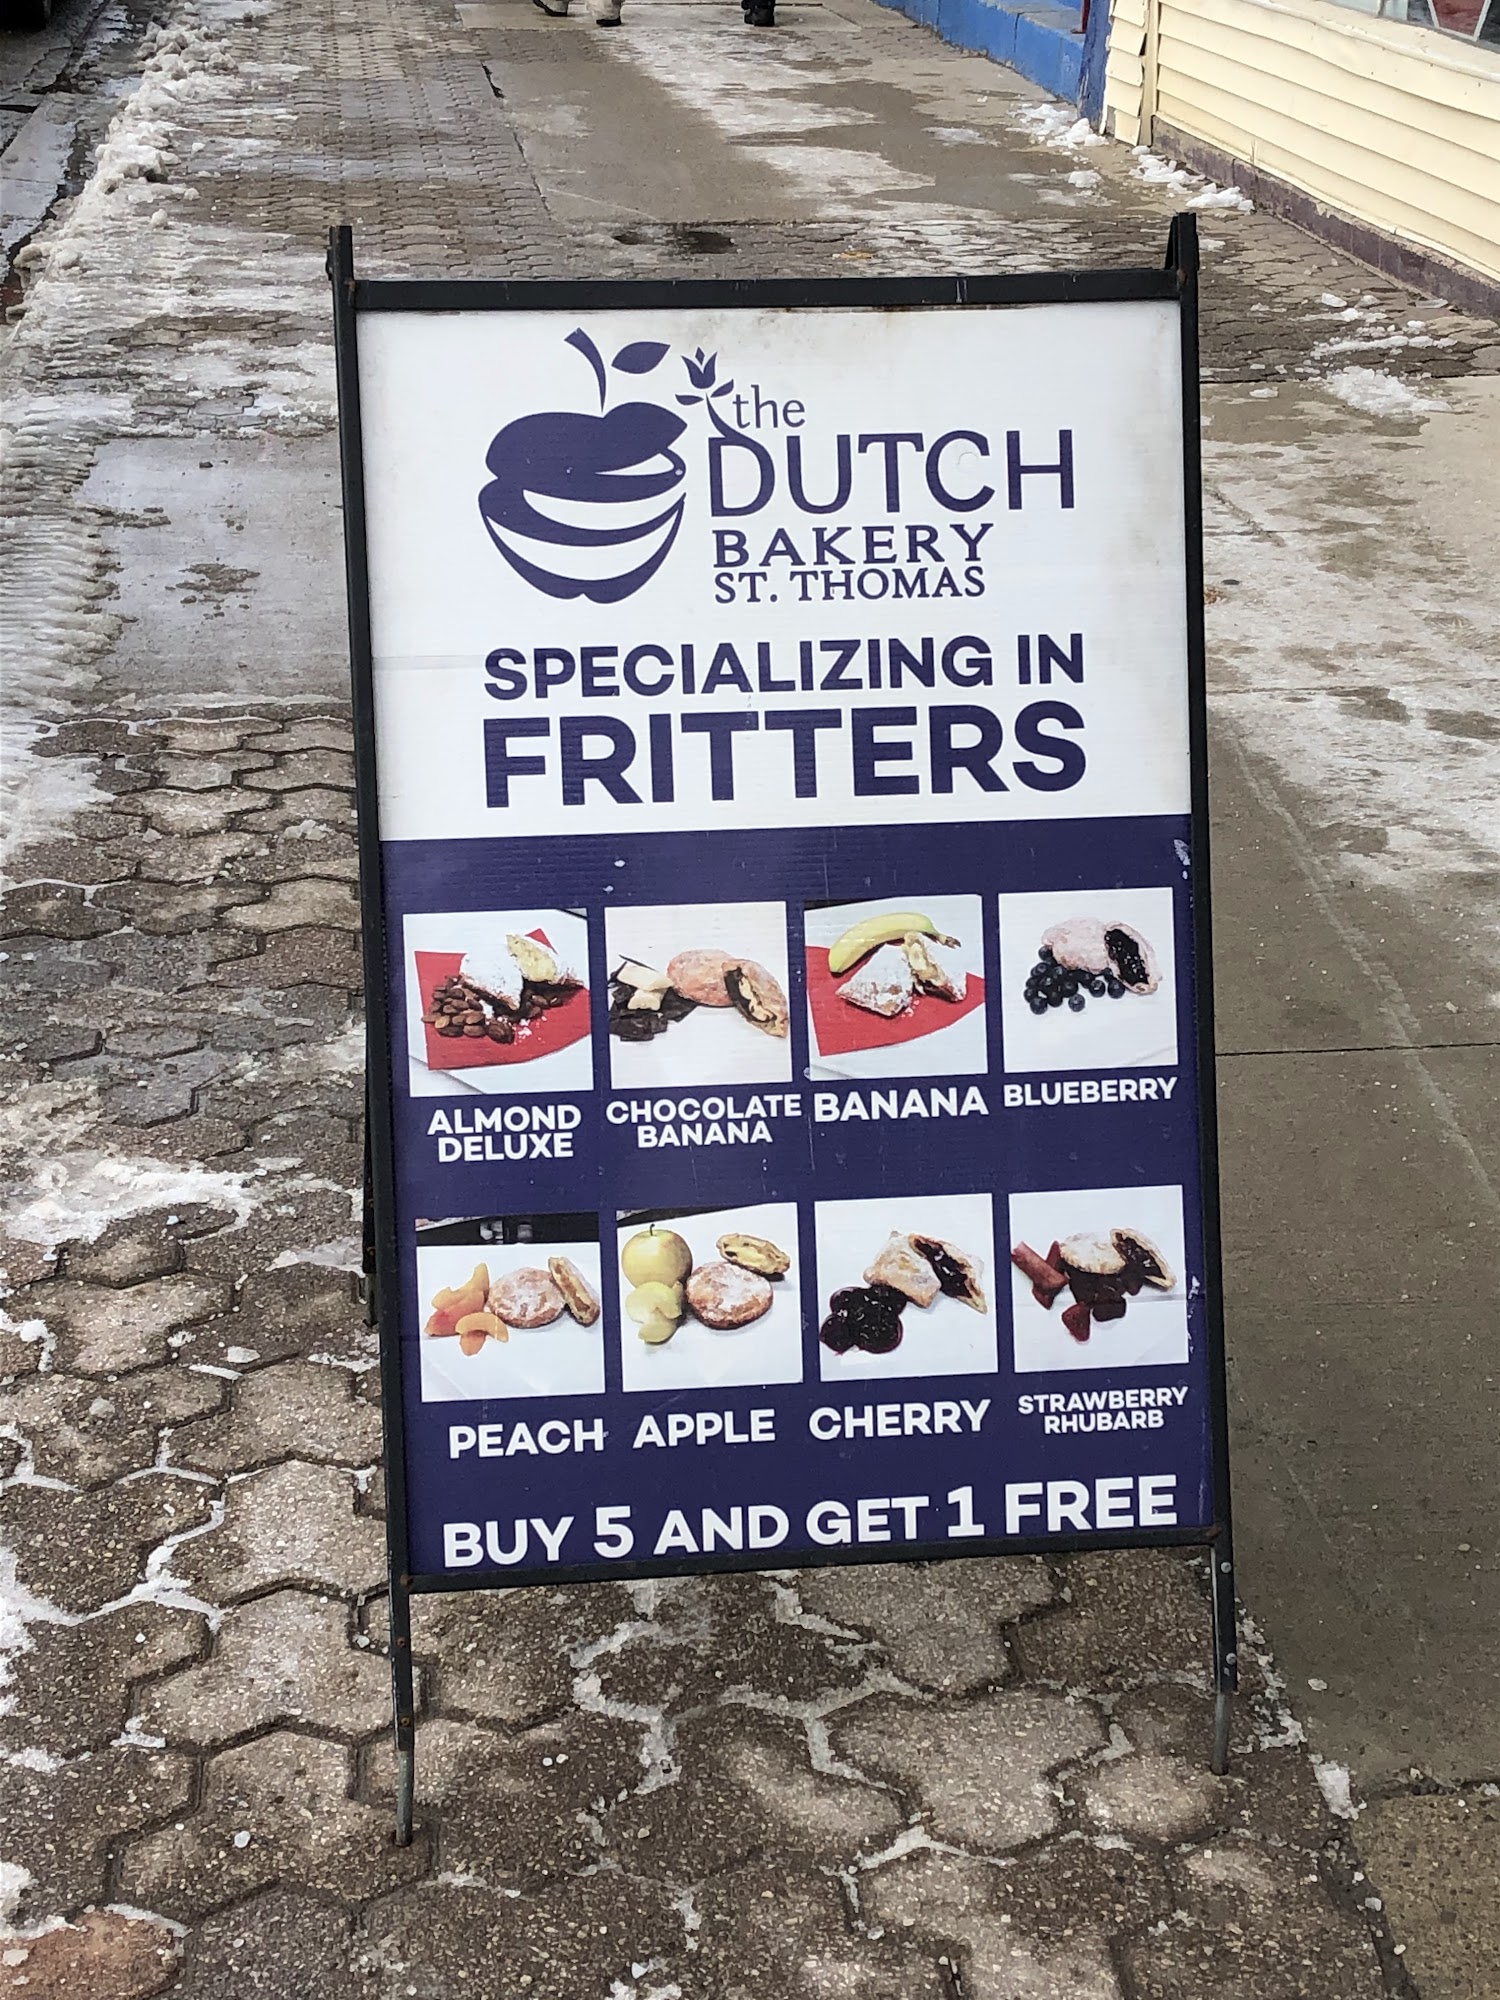 the
DUTCH
BAKERY
ST. THOMAS
SPECIALIZING IN
FRITTERS
ALMOND
DELUXE
CHOCOLATE
BANANA
BANANA
BLUEBERRY
PEACH
APPLE
CHERRY
STRAWBERRY
RHUBARB
BUY 5 AND GET 1 FREE